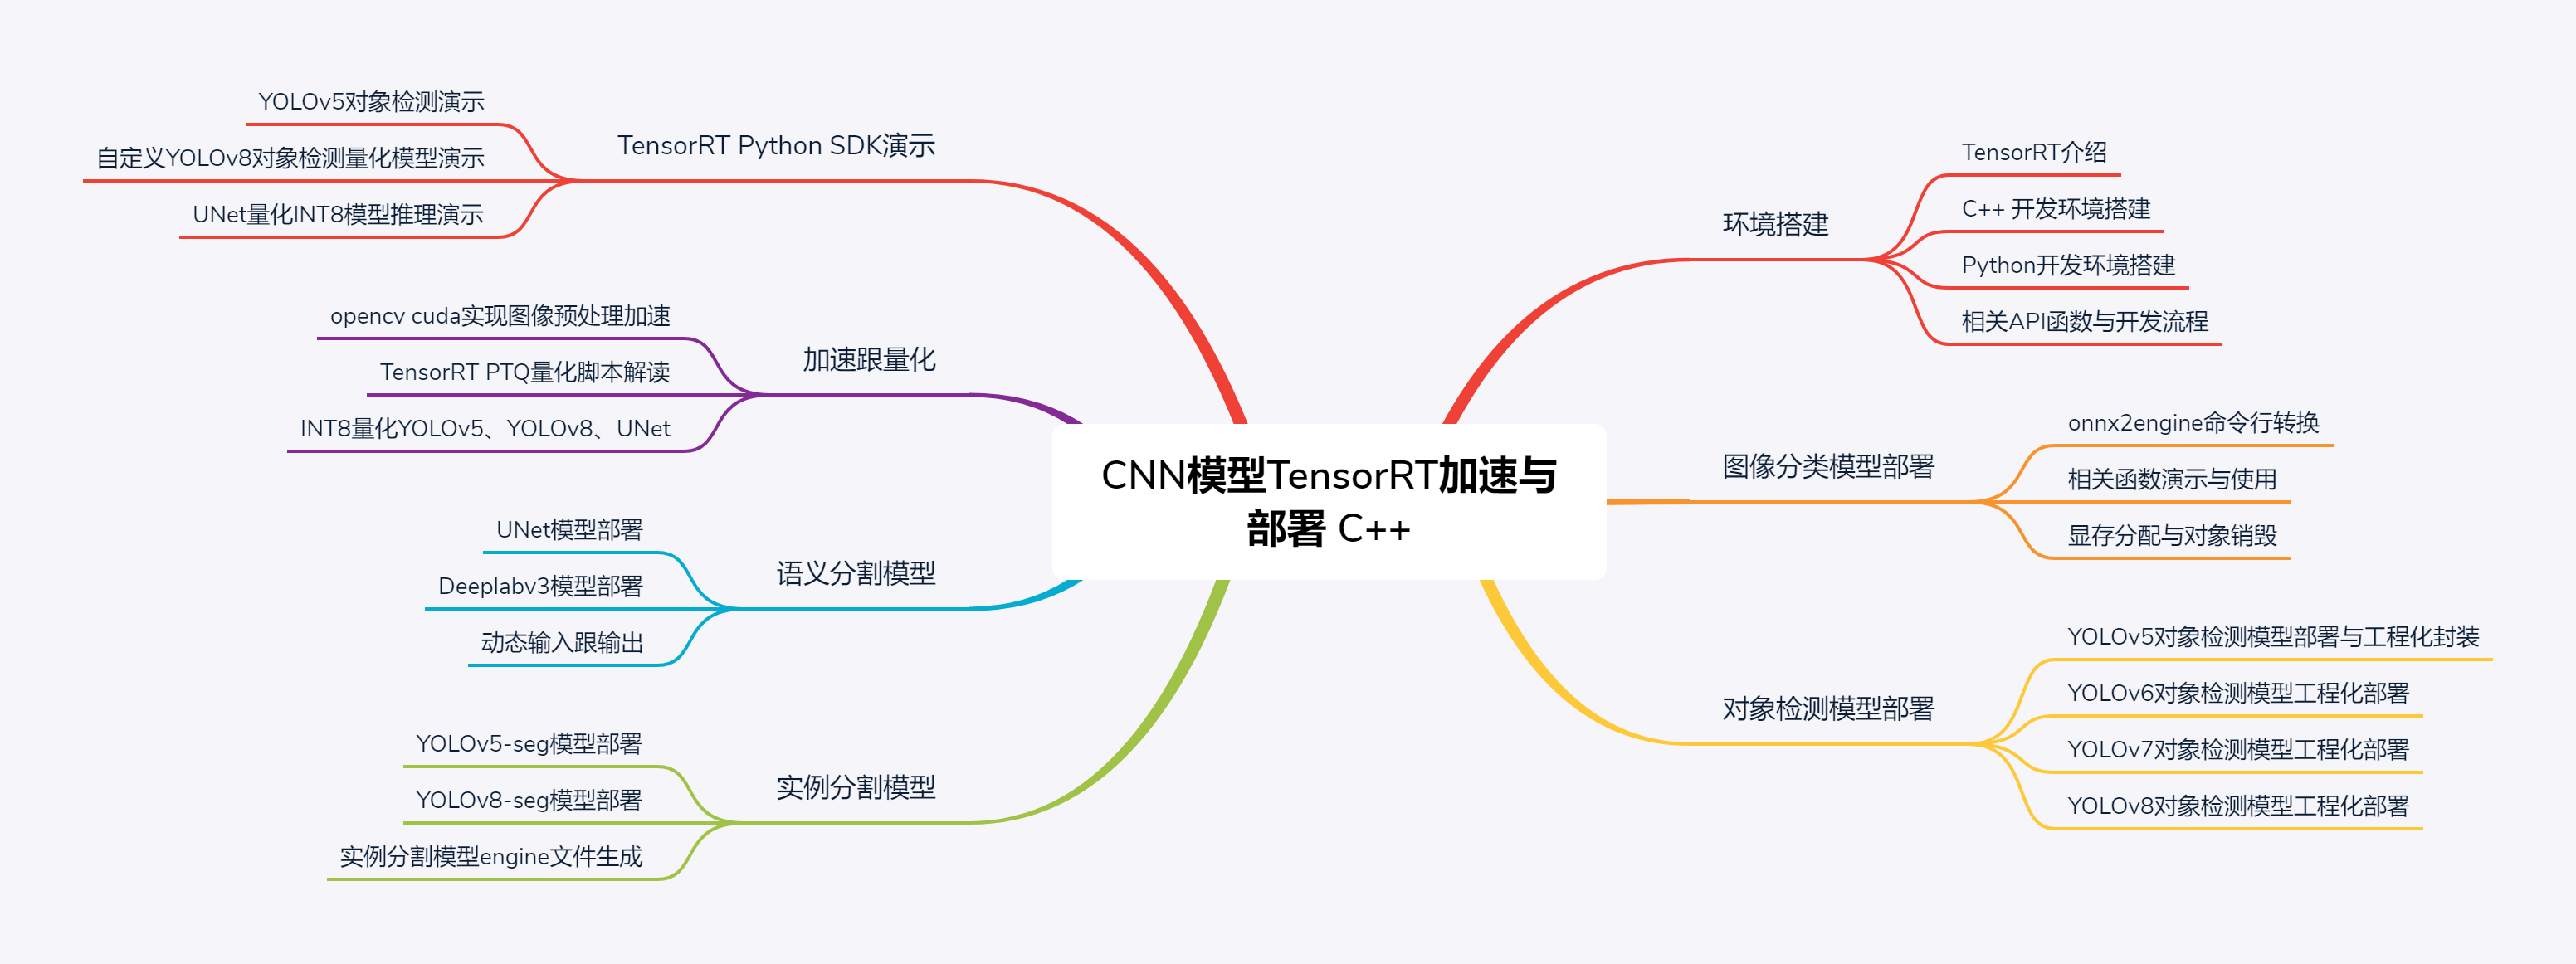 CNN模型TensorRT加速与
部署 C++
环境搭建
TensorRT介绍
C++ 开发环境搭建
Python开发环境搭建
相关API函数与开发流程
图像分类模型部署
onnx2engine命令行转换
相关函数演示与使用
显存分配与对象销毁
对象检测模型部署
YOLOv5对象检测模型部署与工程化封装
YOLOv6对象检测模型工程化部署
YOLOv7对象检测模型工程化部署
YOLOv8对象检测模型工程化部署
TensorRT Python SDK演示
YOLOv5对象检测演示
自定义YOLOv8对象检测量化模型演示
UNet量化INT8模型推理演示
加速跟量化
opencv cuda实现图像预处理加速
TensorRT PTQ量化脚本解读
INT8量化YOLOv5、YOLOv8、UNet
语义分割模型
UNet模型部署
Deeplabv3模型部署
动态输入跟输出
实例分割模型
YOLOv5-seg模型部署
YOLOv8-seg模型部署
实例分割模型engine文件生成